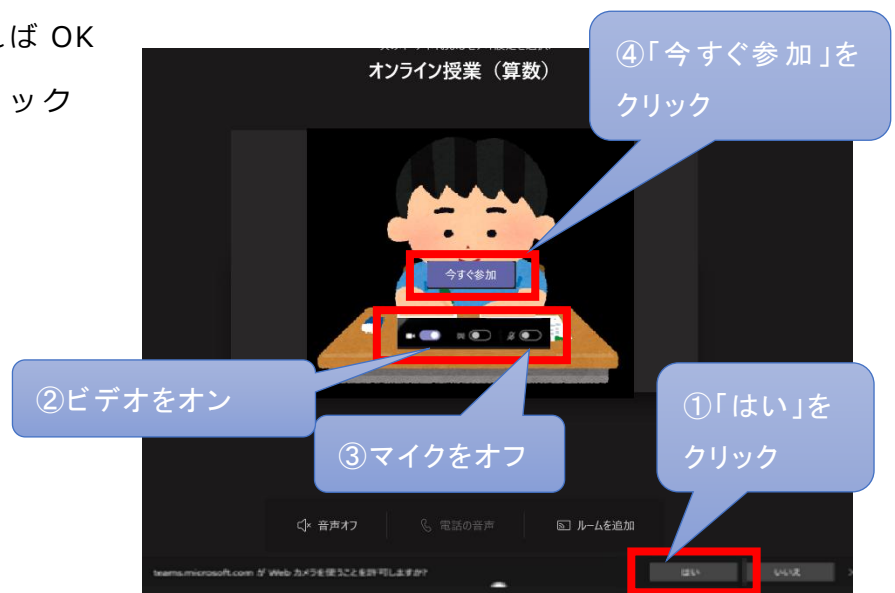 ば OK
ック
オンライン授業（算数）
④「今すぐ参加」を
クリック
今すぐ参加
②ビデオをオン
③マイクをオフ
①「はい」を
クリック
音声オフ
電話の音声
ルームを追加
teams.microsoft.com が Web カメラを使うことを許可しますか?
はい
いいえ